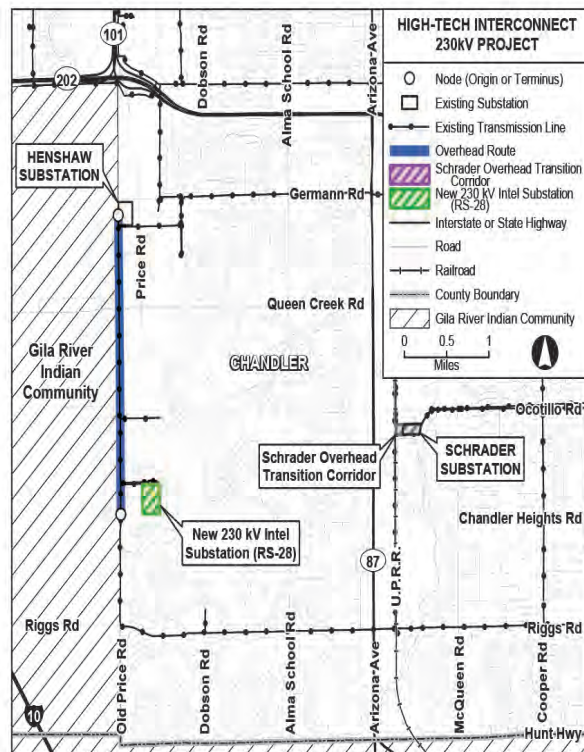 HIGH-TECH INTERCONNECT
230kV PROJECT
Node (Origin or Terminus)
Existing Substation
Existing Transmission Line
Overhead Route
Schrader Overhead Transition
Corridor
New 230 kV Intel Substation
(RS-28)
Interstate or State Highway
Road
Railroad
County Boundary
Gila River Indian Community
0 0.5 1
Miles
101
202
Dobson Rd
Alma School Rd
Arizona Ave
HENSHAW
SUBSTATION
Germann Rd
Price Rd
Queen Creek Rd
Gila River
Indian
Community
CHANDLER
Ocotillo Rd
Schrader Overhead
Transition Corridor
SCHRADER
SUBSTATION
New 230 kV Intel
Substation (RS-28)
Chandler Heights Rd
87
U.P.R.R.
Riggs Rd
Riggs Rd
Old Price Rd
Dobson Rd
Alma School Rd
Arizona Ave
McQueen Rd
Cooper Rd
10
Hunt Hwy